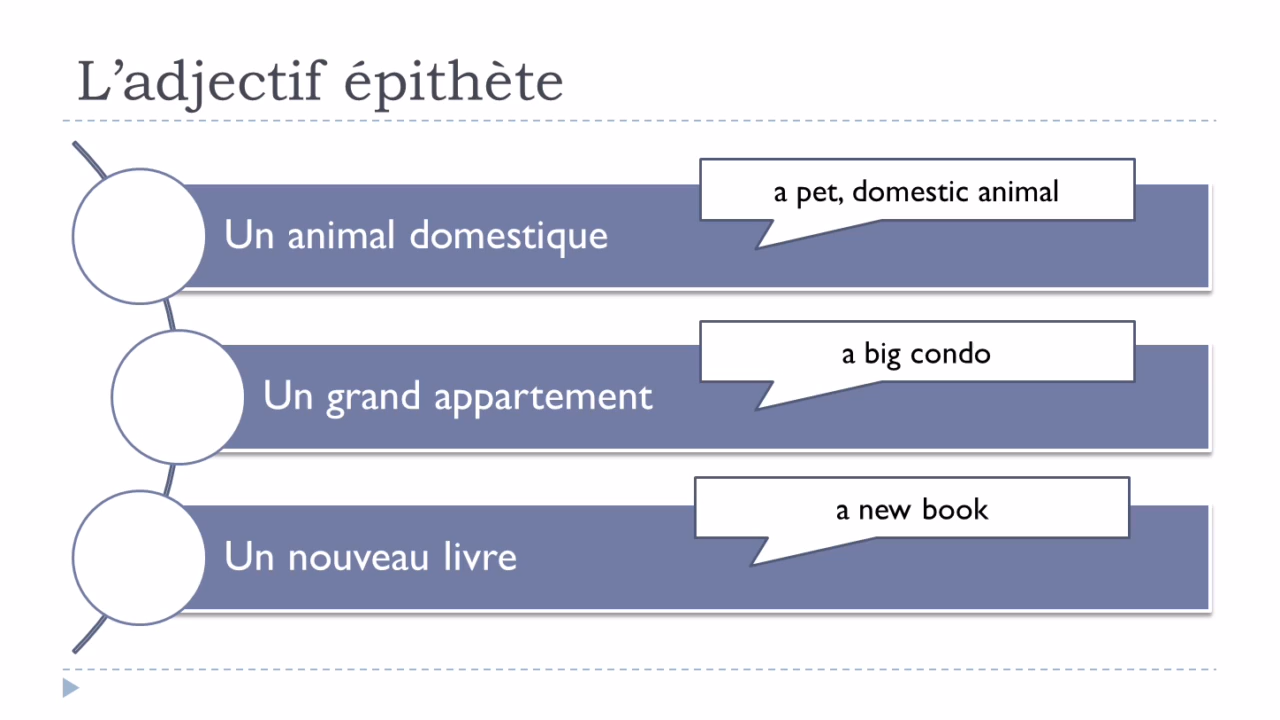 L’adjectif épithète
Un animal domestique
a pet, domestic animal
Un grand appartement
a big condo
Un nouveau livre
a new book